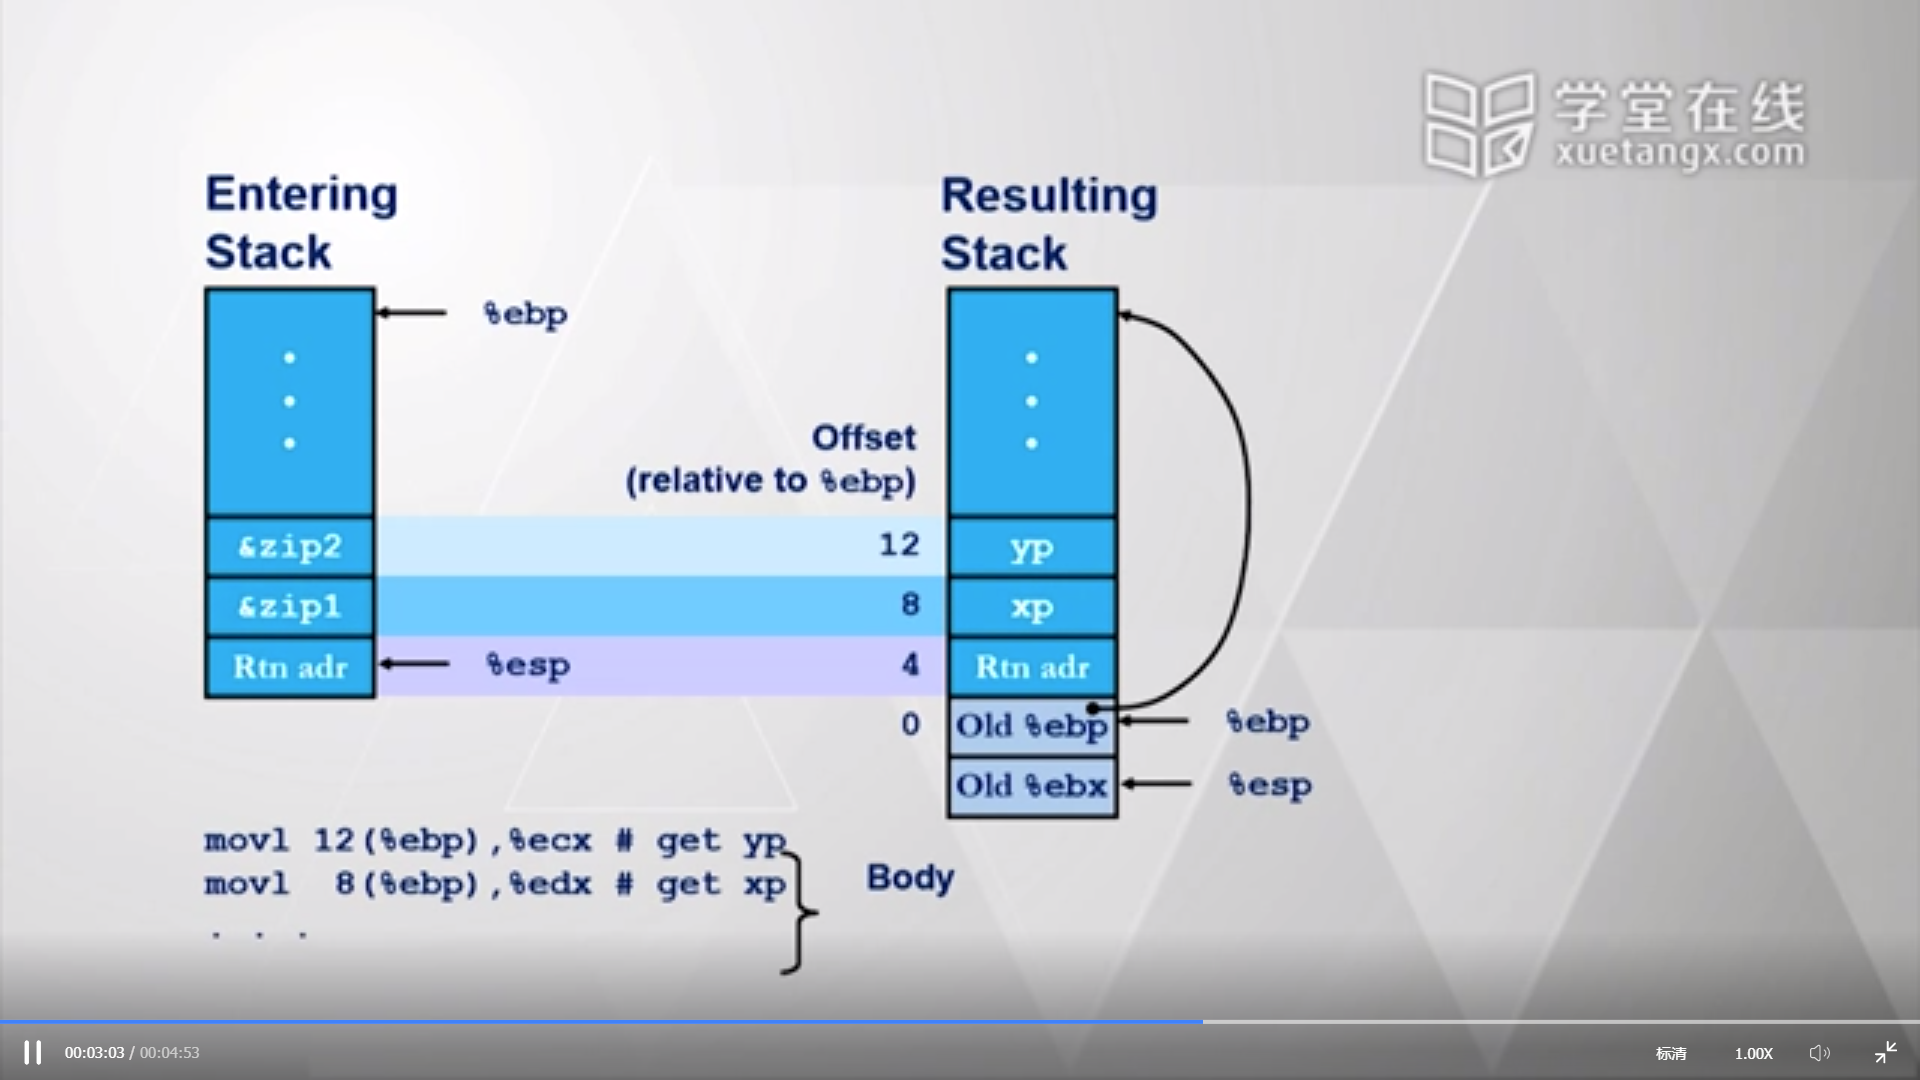 学堂在线
xuetangx.com
Entering
Stack
Resulting
Stack
%ebp
Offset
(relative to %ebp)
&zip2
12
yp
&zip1
8
xp
Rtn adr
%esp
4
Rtn adr
0
Old %ebp
%ebp
Old %ebx
%esp
movl 12(%ebp),%ecx # get yp
movl 8(%ebp),%edx # get xp
. . .
Body
00:03:03 / 00:04:53
标清
1.00X